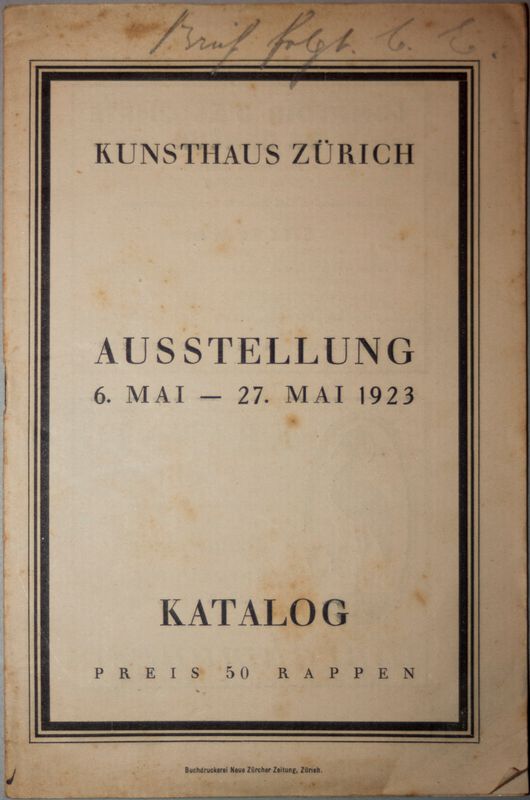 Brief folgt.
KUNSTHAUS ZÜRICH
AUSSTELLUNG
6. MAI — 27. MAI 1923
KATALOG
PREIS 50 RAPPEN
Buchdruckerei Neue Zürcher Zeitung, Zürich.